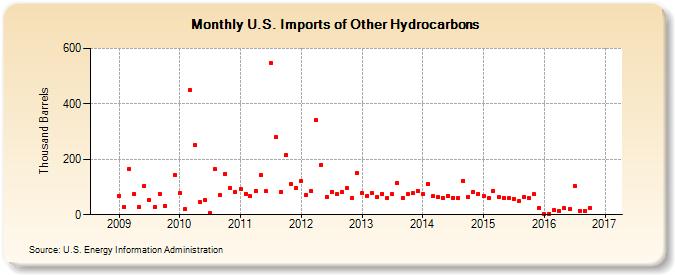 Monthly U.S. Imports of Other Hydrocarbons
Thousand Barrels
600
400
200
0
2009 2010 2011 2012 2013 2014 2015 2016 2017
Source: U.S. Energy Information Administration